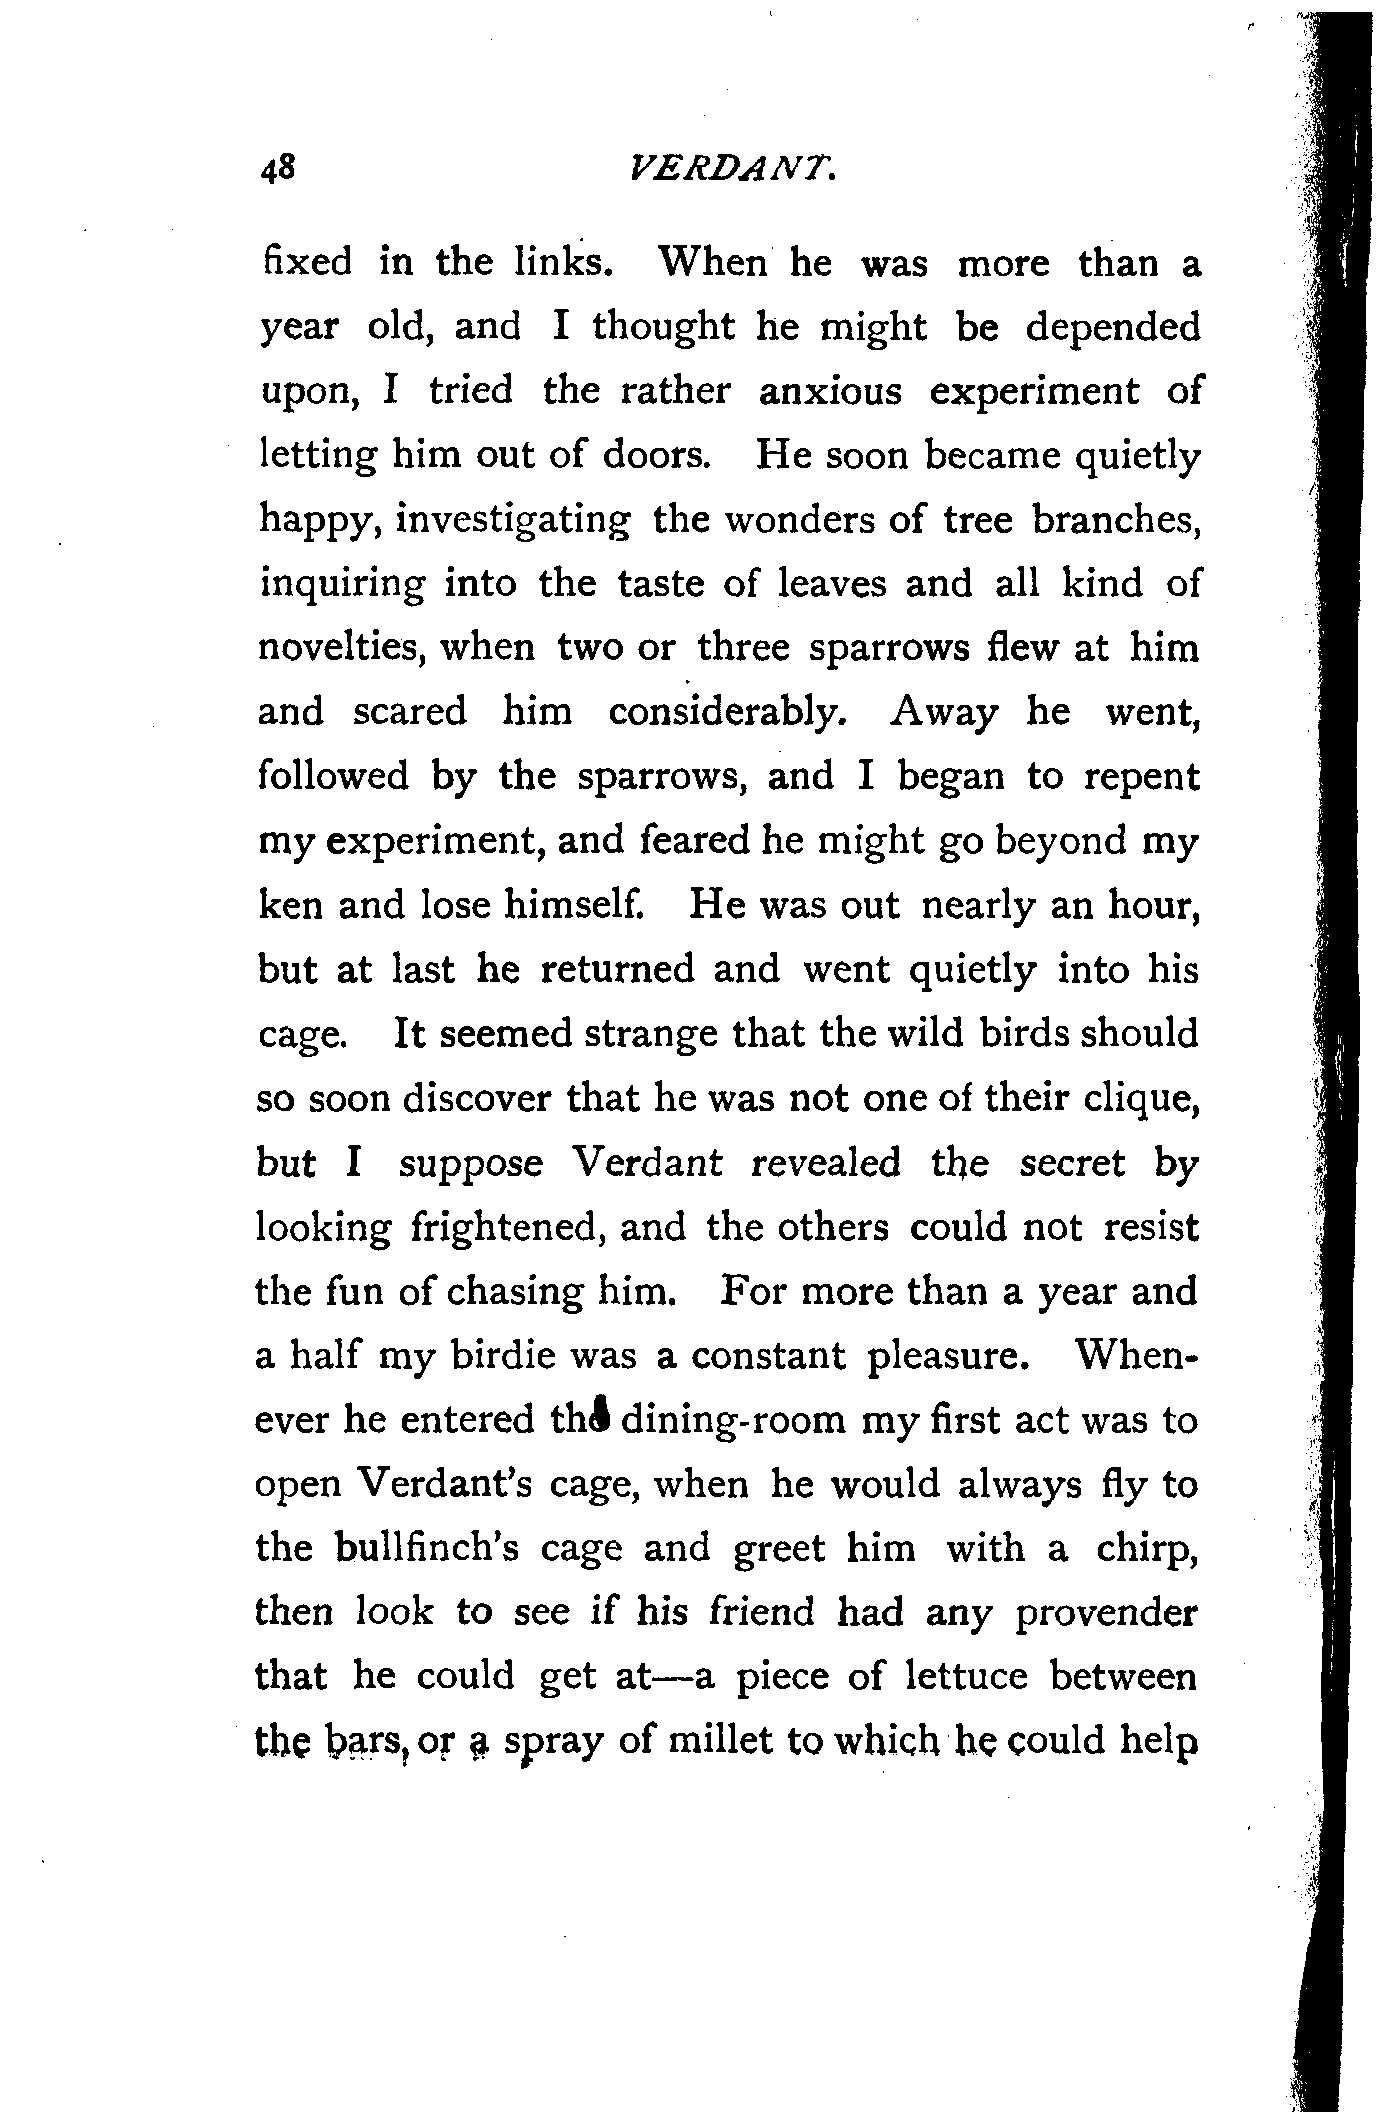 48 VERDANT.
fixed in the links. When he was more than a
year old, and I thought he might be depended
upon, I tried the rather anxious experiment of
letting him out of doors. He soon became quietly
happy, investigating the wonders of tree branches,
inquiring into the taste of leaves and all kind of
novelties, when two or three sparrows flew at him
and scared him considerably. Away he went,
followed by the sparrows, and I began to repent
my experiment, and feared he might go beyond my
ken and lose himself. He was out nearly an hour,
but at last he returned and went quietly into his
cage. It seemed strange that the wild birds should
so soon discover that he was not one of their clique,
but I suppose Verdant revealed the secret by
looking frightened, and the others could not resist
the fun of chasing him. For more than a year and
a half my birdie was a constant pleasure. When-
ever he entered the dining-room my first act was to
open Verdant's cage, when he would always fly to
the bullfinch's cage and greet him with a chirp,
then look to see if his friend had any provender
that he could get at—a piece of lettuce between
the bars, or a spray of millet to which he could help